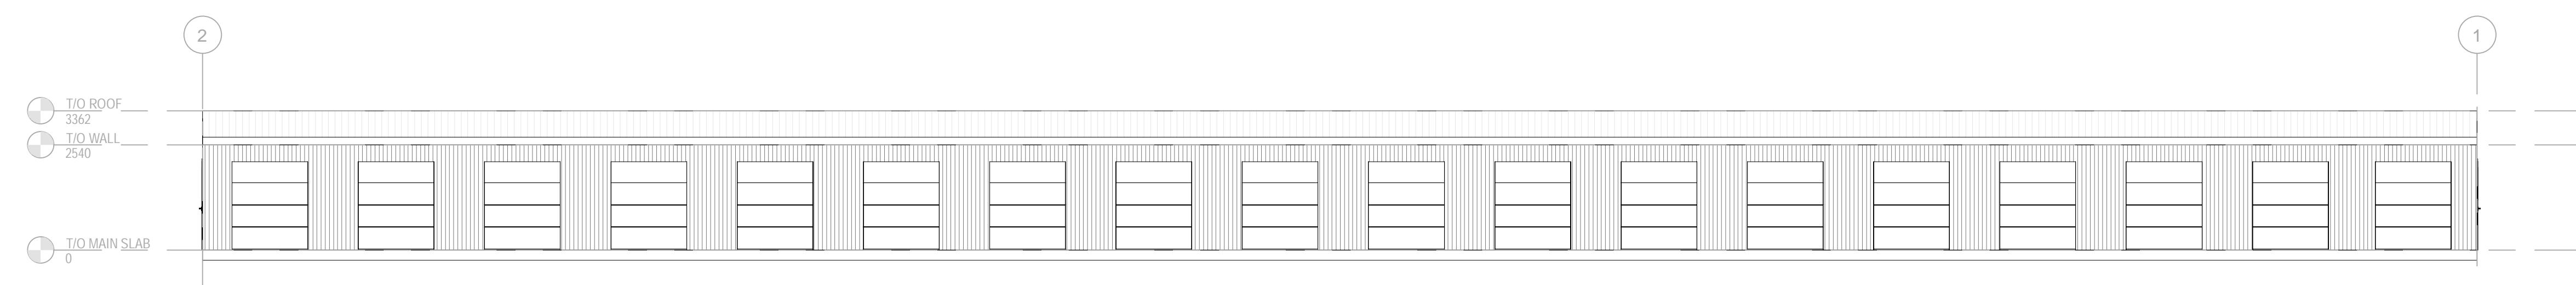 2
1
T/O ROOF
3362
T/O WALL
2540
T/O MAIN SLAB
0